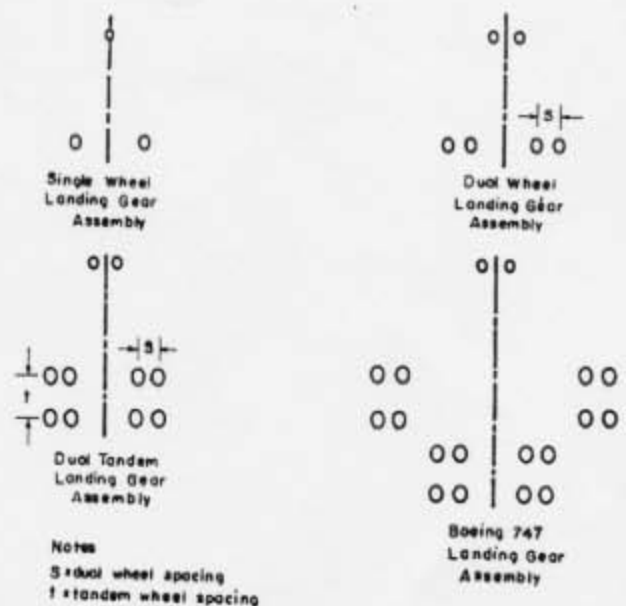 Single Wheel
Landing Gear
Assembly
S
Dual Wheel
Landing Gear
Assembly
S
t
Dual Tandem
Landing Gear
Assembly
Boeing 747
Landing Gear
Assembly
Notes
S = dual wheel spacing
t = tandem wheel spacing